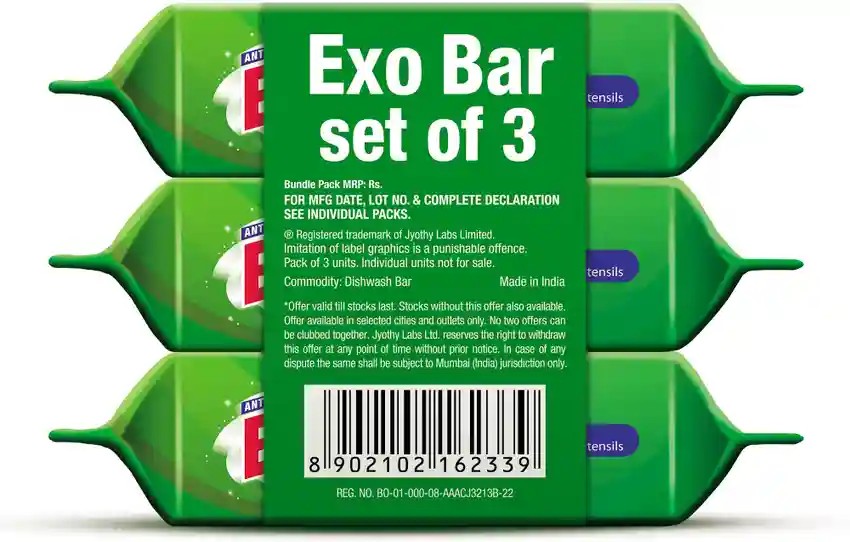 Exo Bar
set of 3
Bundle Pack MRP: Rs.
FOR MFG DATE, LOT NO. & COMPLETE DECLARATION
SEE INDIVIDUAL PACKS.
® Registered trademark of Jyothy Labs Limited.
Imitation of label graphics is a punishable offence.
Pack of 3 units. Individual units not for sale.
Commodity: Dishwash Bar Made in India
*Offer valid till stocks last. Stocks without this offer also available.
Offer available in selected cities and outlets only. No two offers can
be clubbed together. Jyothy Labs Ltd. reserves the right to withdraw
this offer at any point of time without prior notice. In case of any
dispute the same shall be subject to Mumbai (India) jurisdiction only.
8 902102 162339
REG. NO. BO-01-000-08-AAACJ3213B-22
ANT
E
tensils
ANT
E
tensils
ANT
E
tensils